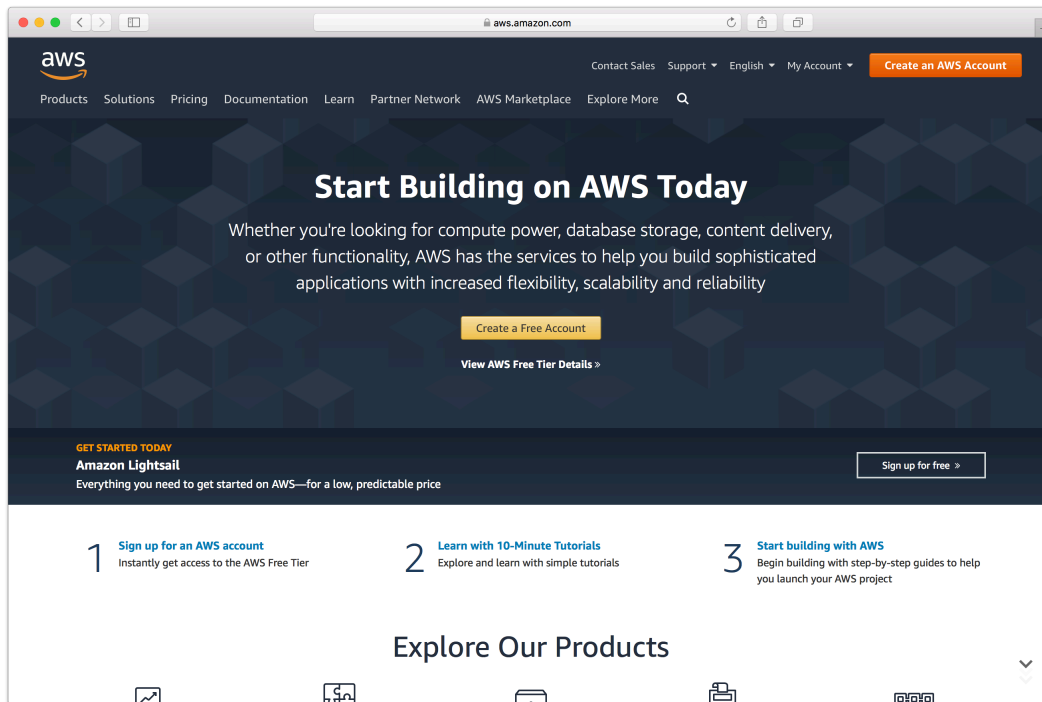 aws.amazon.com
aws
Contact Sales Support English My Account Create an AWS Account
Products Solutions Pricing Documentation Learn Partner Network AWS Marketplace Explore More
Start Building on AWS Today
Whether you're looking for compute power, database storage, content delivery,
or other functionality, AWS has the services to help you build sophisticated
applications with increased flexibility, scalability and reliability
Create a Free Account
View AWS Free Tier Details »
GET STARTED TODAY
Amazon Lightsail
Everything you need to get started on AWS—for a low, predictable price
Sign up for free »
1 Sign up for an AWS account
Instantly get access to the AWS Free Tier
2 Learn with 10-Minute Tutorials
Explore and learn with simple tutorials
3 Start building with AWS
Begin building with step-by-step guides to help
you launch your AWS project
Explore Our Products